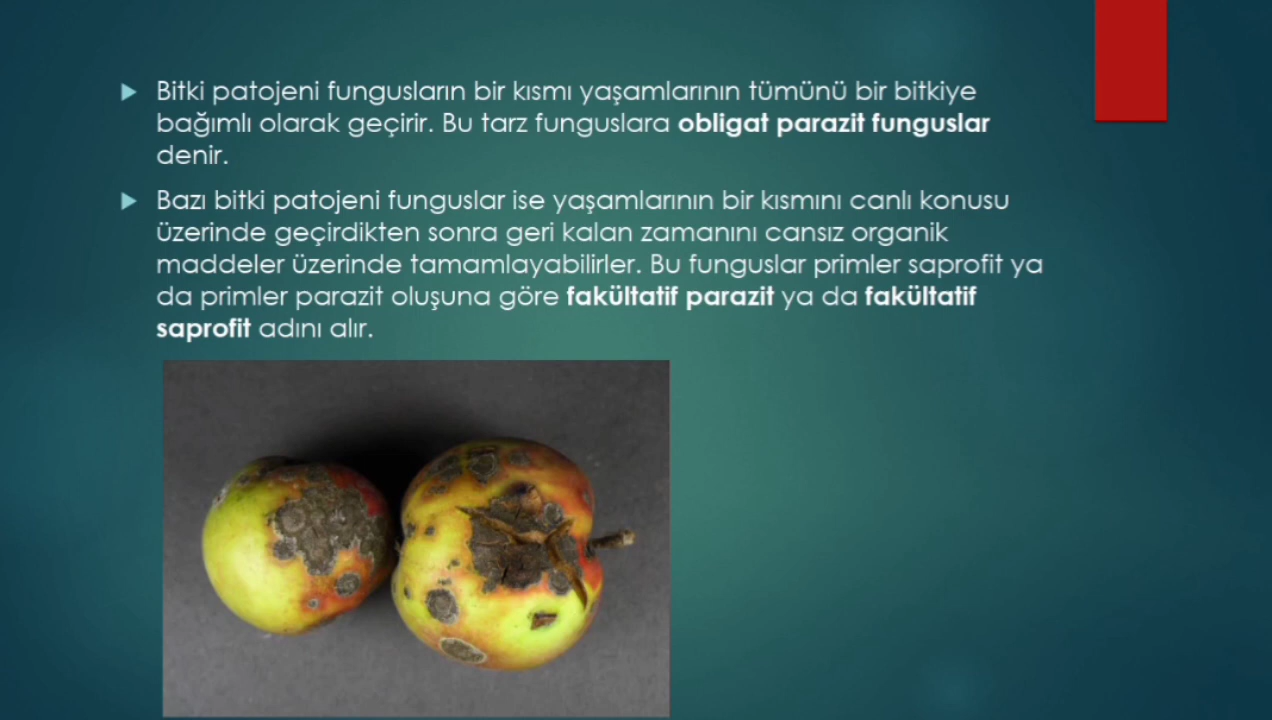 Bitki patojeni fungusların bir kısmı yaşamlarının tümünü bir bitkiye
bağımlı olarak geçirir. Bu tarz funguslara obligat parazit funguslar
denir.
Bazı bitki patojeni funguslar ise yaşamlarının bir kısmını canlı konusu
üzerinde geçirdikten sonra geri kalan zamanını cansız organik
maddeler üzerinde tamamlayabilirler. Bu funguslar primler saprofit ya
da primler parazit oluşuna göre fakültatif parazit ya da fakültatif
saprofit adını alır.